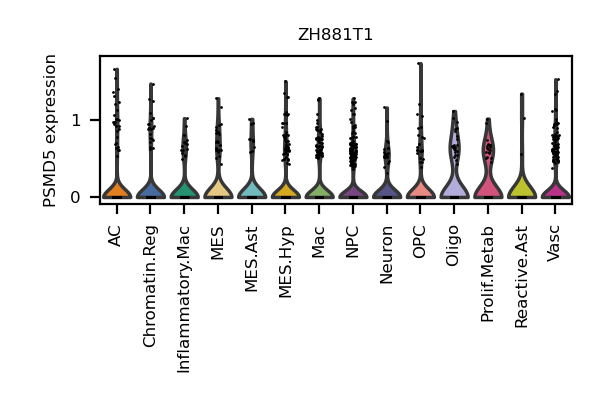 ZH881T1
PSMD5 expression
1
0
AC
Chromatin.Reg
Inflammatory.Mac
MES
MES.Ast
MES.Hyp
Mac
NPC
Neuron
OPC
Oligo
Prolif.Metab
Reactive.Ast
Vasc